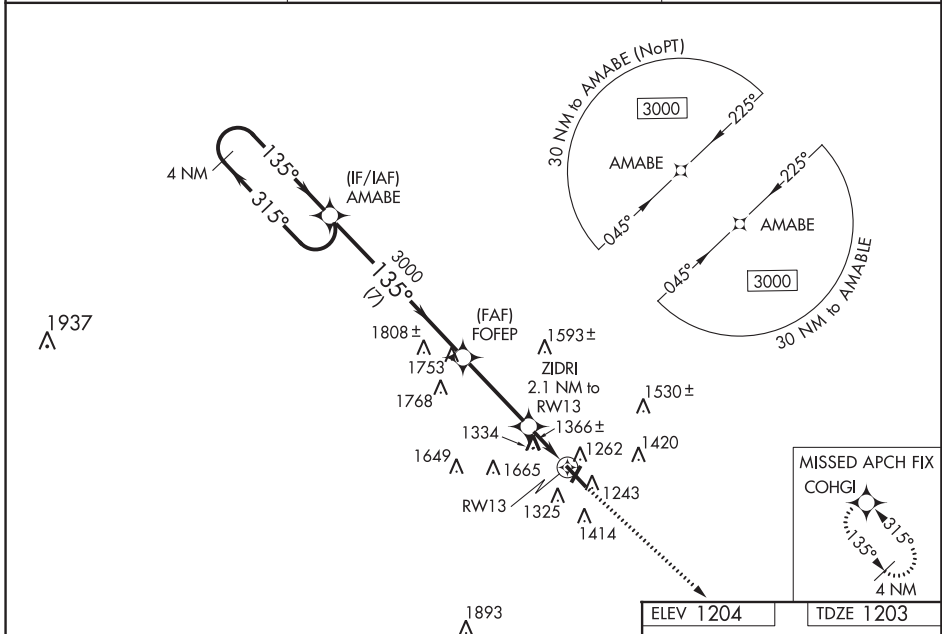 30 NM to AMABE (NoPT)
3000
225°
AMABE
045°
225°
AMABE
045°
3000
30 NM to AMABLE
4 NM
135°
315°
(IF/IAF)
AMABE
3000
135°
(7)
(FAF)
FOFEP
1937
1808 ±
1753
1768
1593 ±
ZIDRI
2.1 NM to
RW13
1530 ±
1334
1366 ±
1262
1420
1649
1665
RW13
1325
1243
1414
1893
MISSED APCH FIX
COHGI
315°
135°
4 NM
ELEV 1204
TDZE 1203